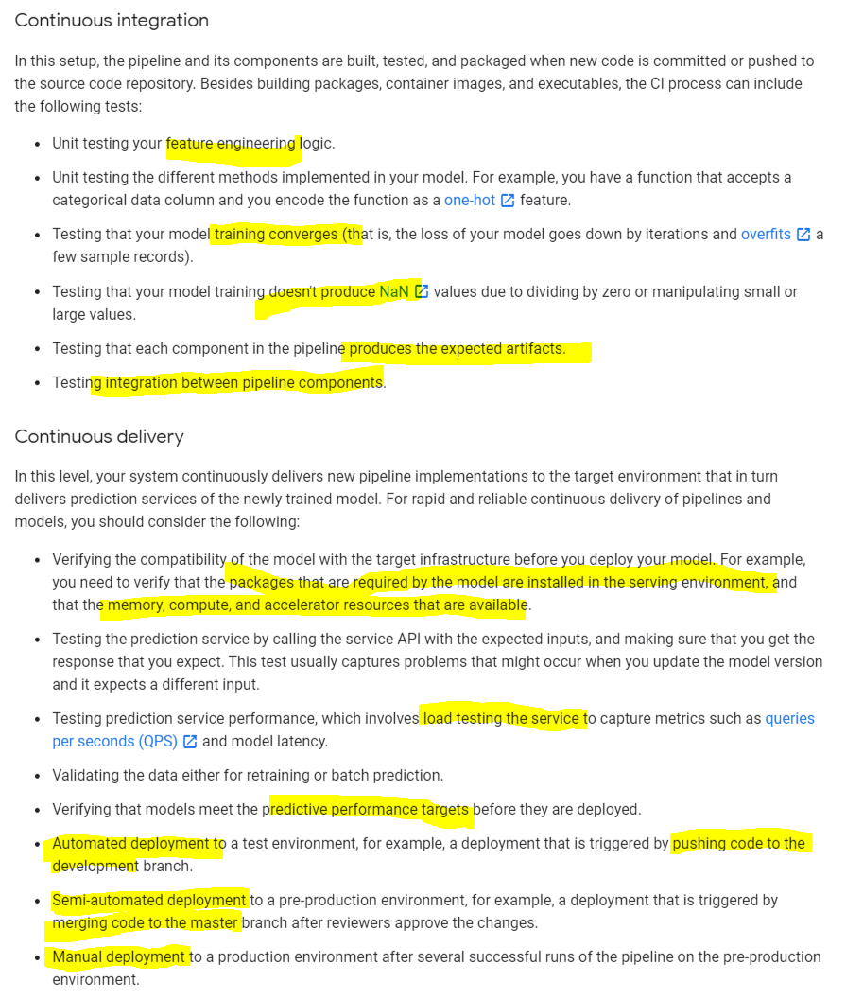 Continuous integration
In this setup, the pipeline and its components are built, tested, and packaged when new code is committed or pushed to
the source code repository. Besides building packages, container images, and executables, the CI process can include
the following tests:
• Unit testing your feature engineering logic.
• Unit testing the different methods implemented in your model. For example, you have a function that accepts a
categorical data column and you encode the function as a one-hot feature.
• Testing that your model training converges (that is, the loss of your model goes down by iterations and overfits a
few sample records).
• Testing that your model training doesn't produce NaN values due to dividing by zero or manipulating small or
large values.
• Testing that each component in the pipeline produces the expected artifacts.
• Testing integration between pipeline components.
Continuous delivery
In this level, your system continuously delivers new pipeline implementations to the target environment that in turn
delivers prediction services of the newly trained model. For rapid and reliable continuous delivery of pipelines and
models, you should consider the following:
• Verifying the compatibility of the model with the target infrastructure before you deploy your model. For example,
you need to verify that the packages that are required by the model are installed in the serving environment, and
that the memory, compute, and accelerator resources that are available.
• Testing the prediction service by calling the service API with the expected inputs, and making sure that you get the
response that you expect. This test usually captures problems that might occur when you update the model version
and it expects a different input.
• Testing prediction service performance, which involves load testing the service to capture metrics such as queries
per seconds (QPS) and model latency.
• Validating the data either for retraining or batch prediction.
• Verifying that models meet the predictive performance targets before they are deployed.
• Automated deployment to a test environment, for example, a deployment that is triggered by pushing code to the
development branch.
• Semi-automated deployment to a pre-production environment, for example, a deployment that is triggered by
merging code to the master branch after reviewers approve the changes.
• Manual deployment to a production environment after several successful runs of the pipeline on the pre-production
environment.